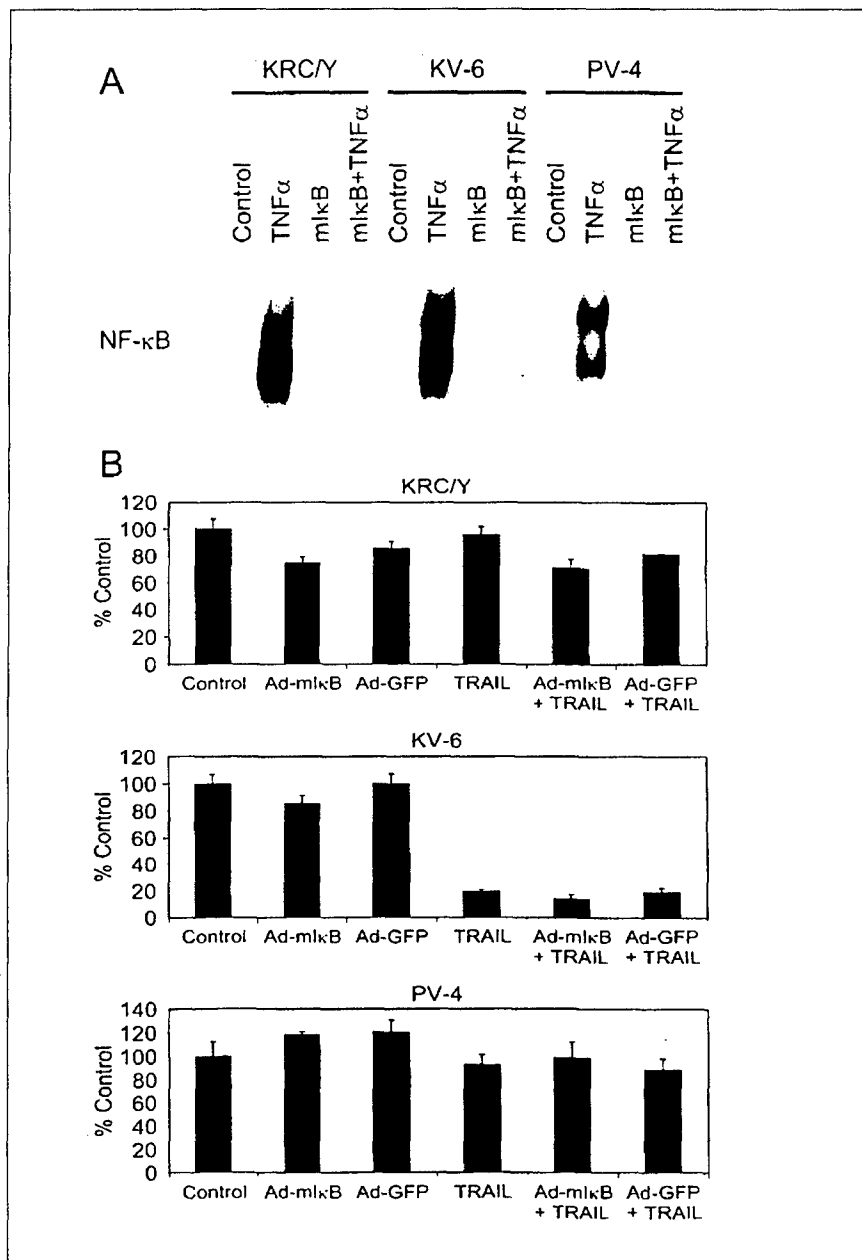 A
KRC/Y KV-6 PV-4
Control TNFα mIκB mIκB+TNFα Control TNFα mIκB mIκB+TNFα Control TNFα mIκB mIκB+TNFα
NF-κB
B
KRC/Y
120
100
80
60
40
20
0
% Control
Control Ad-mIκB Ad-GFP TRAIL Ad-mIκB Ad-GFP
+ TRAIL + TRAIL
KV-6
120
100
80
60
40
20
0
% Control
Control Ad-mIκB Ad-GFP TRAIL Ad-mIκB Ad-GFP
+ TRAIL + TRAIL
PV-4
140
120
100
80
60
40
20
0
% Control
Control Ad-mIκB Ad-GFP TRAIL Ad-mIκB Ad-GFP
+ TRAIL + TRAIL